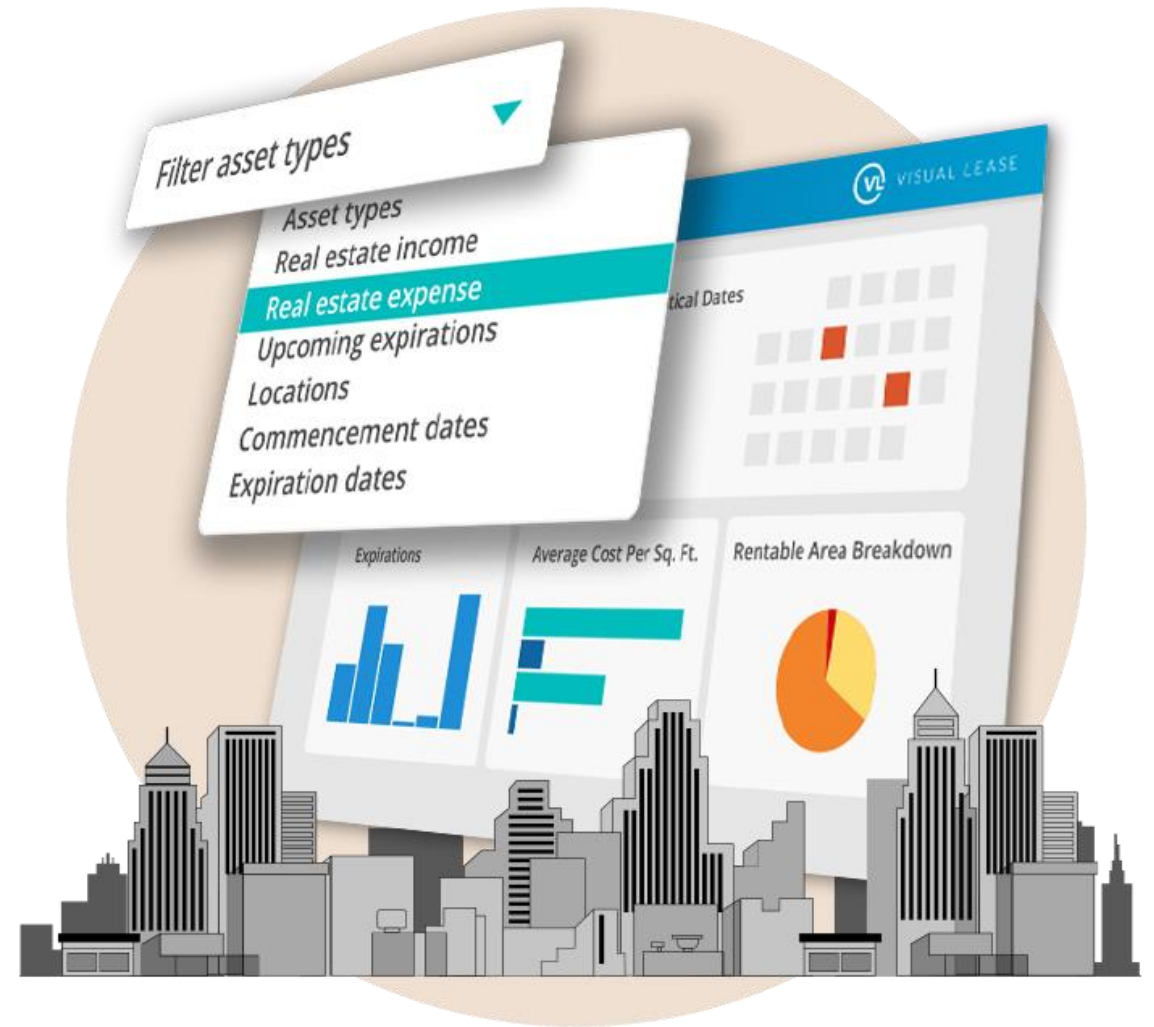 Filter asset types
Asset types
Real estate income
Real estate expense
Upcoming expirations
Locations
Commencement dates
Expiration dates
VL VISUAL LEASE
tical Dates
Expirations
Average Cost Per Sq. Ft.
Rentable Area Breakdown